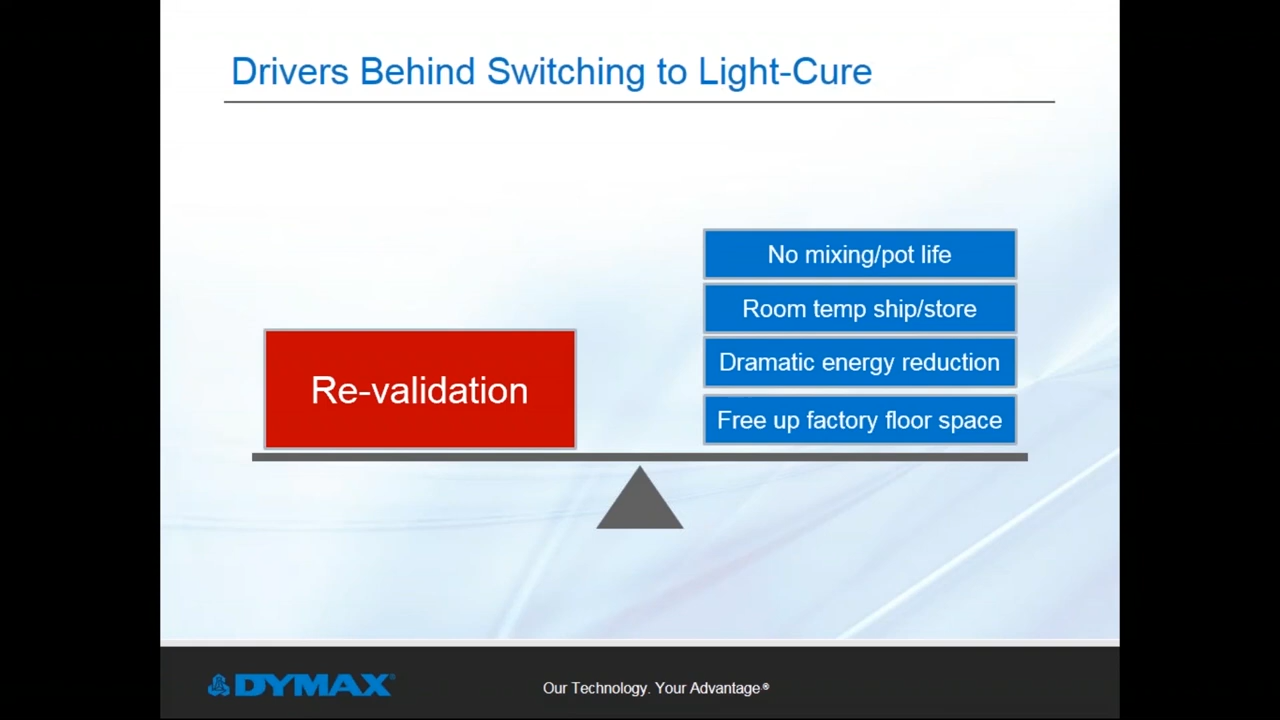 Drivers Behind Switching to Light-Cure
No mixing/pot life
Room temp ship/store
Dramatic energy reduction
Free up factory floor space
Re-validation
DYMAX®
Our Technology. Your Advantage®